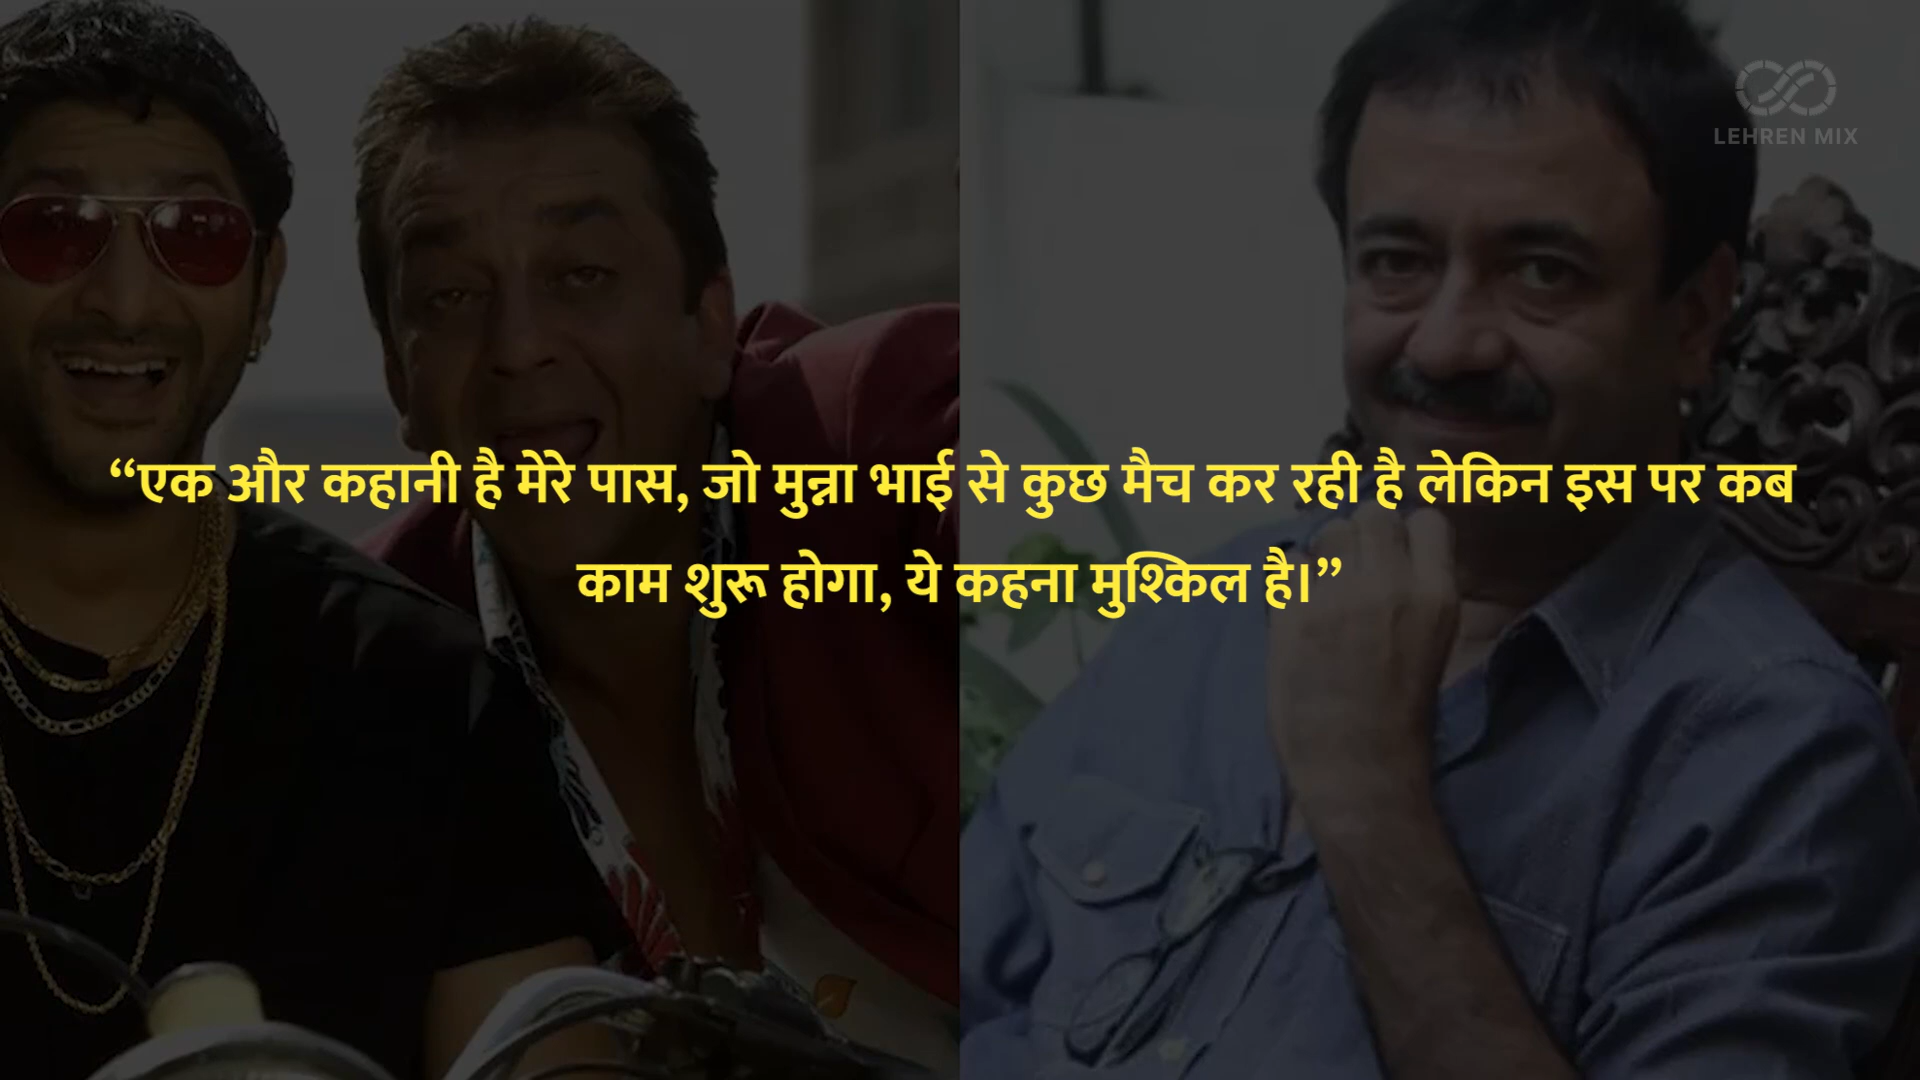 LEHREN MIX
“एक और कहानी है मेरे पास, जो मुन्ना भाई से कुछ मैच कर रही है लेकिन इस पर कब
काम शुरू होगा, ये कहना मुश्किल है।”